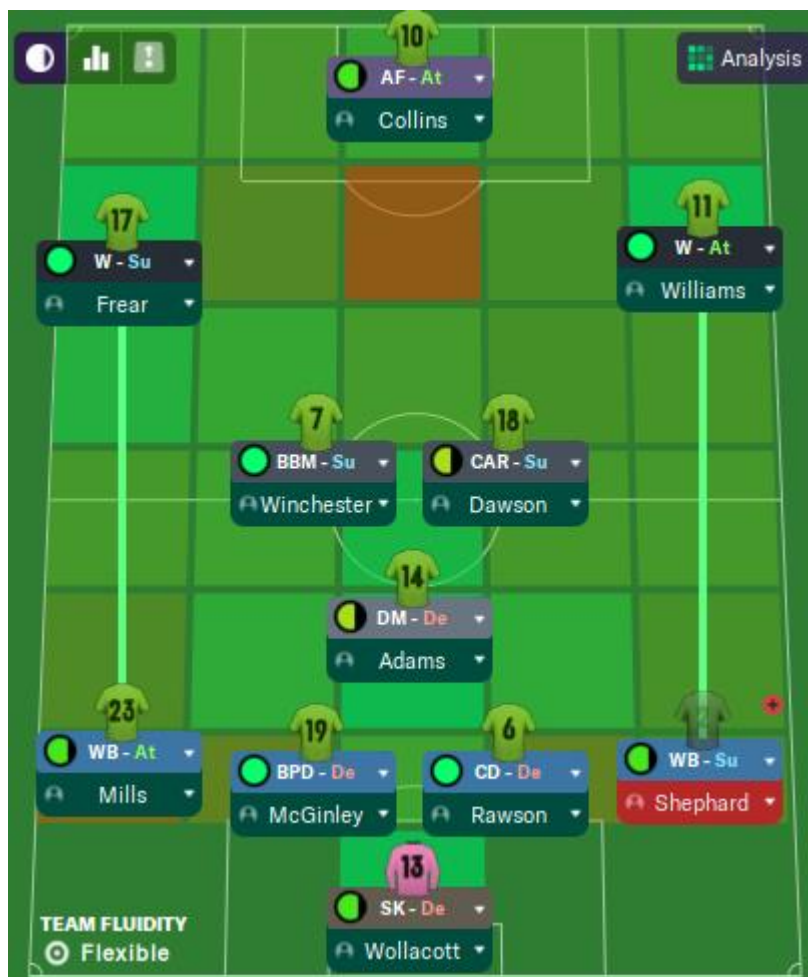 10
AF - At
Analysis
Collins
17
11
W - Su
W - At
Frear
Williams
7
18
BBM - Su
CAR - Su
Winchester
Dawson
14
DM - De
Adams
23
19
6
WB - At
BPD - De
CD - De
WB - Su
Mills
McGinley
Rawson
Shephard
13
SK - De
TEAM FLUIDITY
Flexible
Wollacott